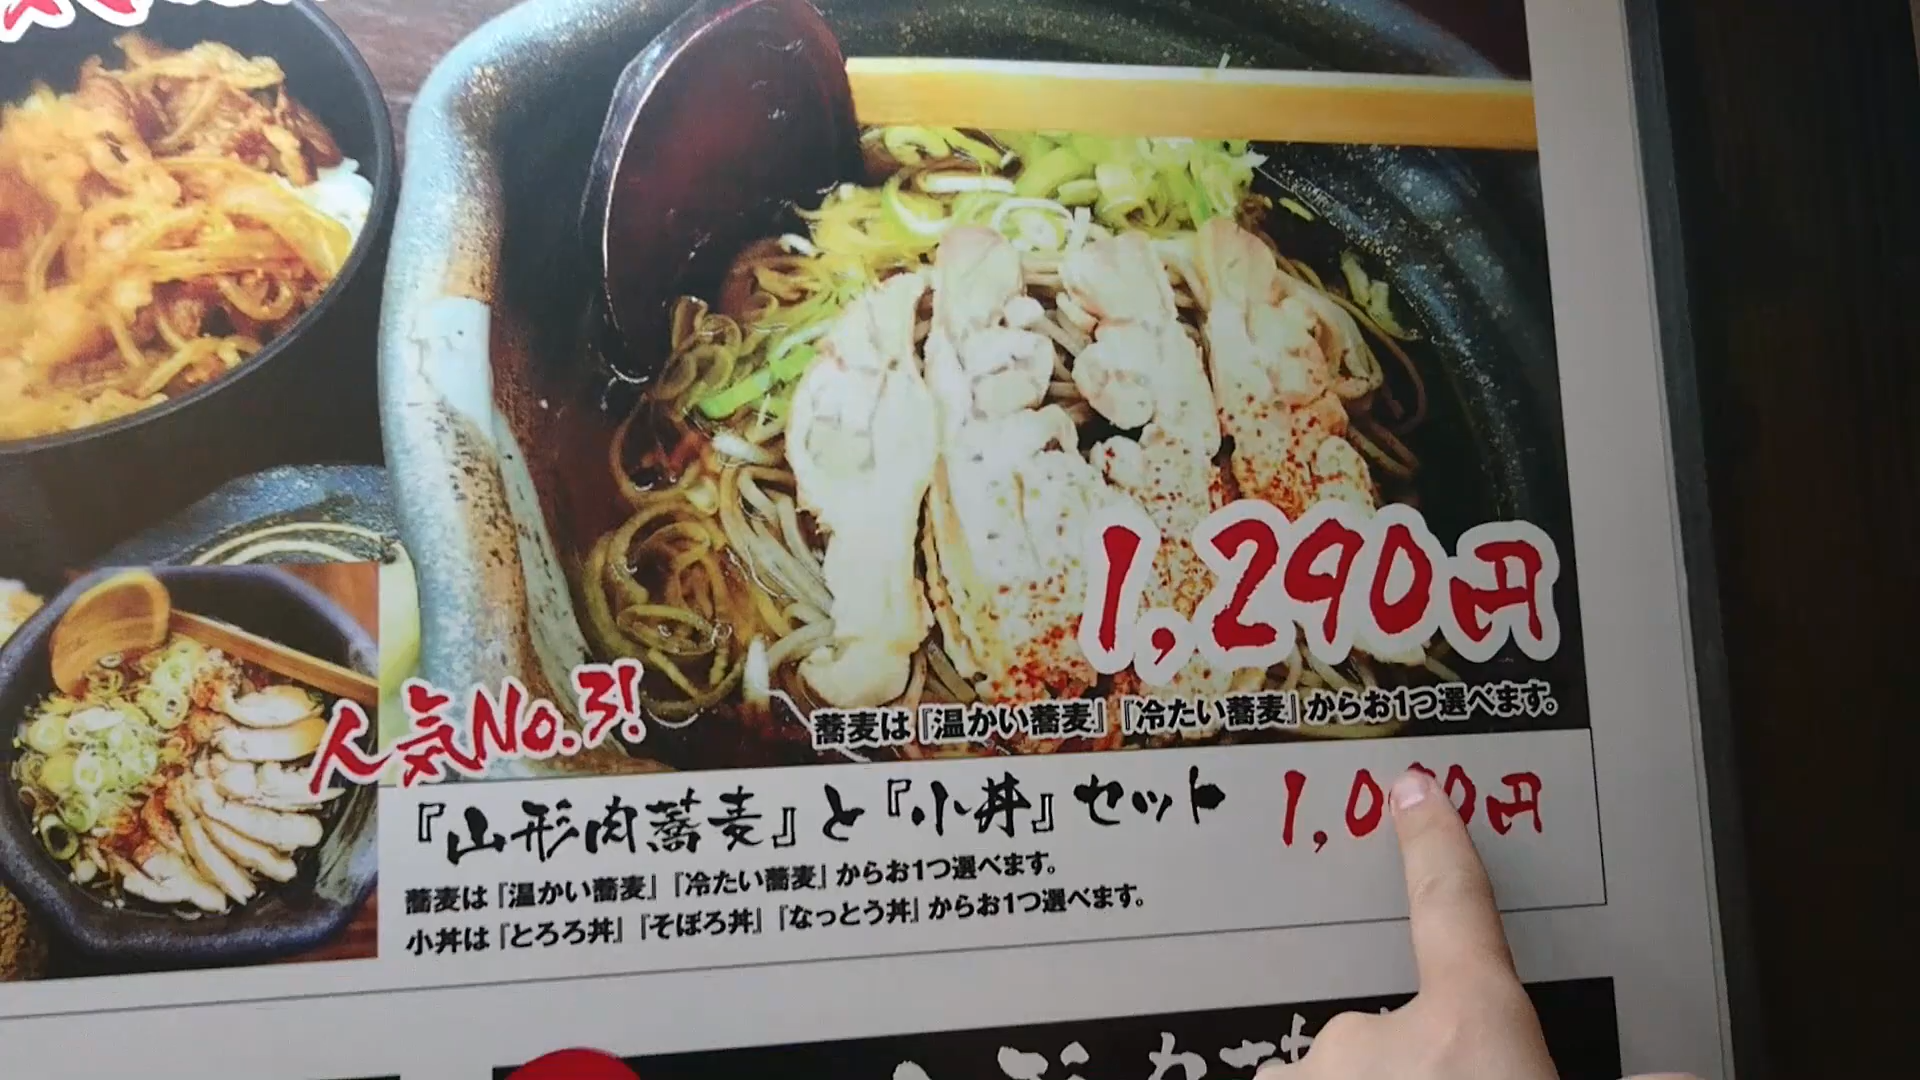 1,290円
蕎麦は『温かい蕎麦』『冷たい蕎麦』からお1つ選べます。
人気No.3!
『山形肉蕎麦』と『小丼』セット
蕎麦は『温かい蕎麦』『冷たい蕎麦』からお1つ選べます。
小丼は『とろろ丼』『そぼろ丼』『なっとう丼』からお1つ選べます。